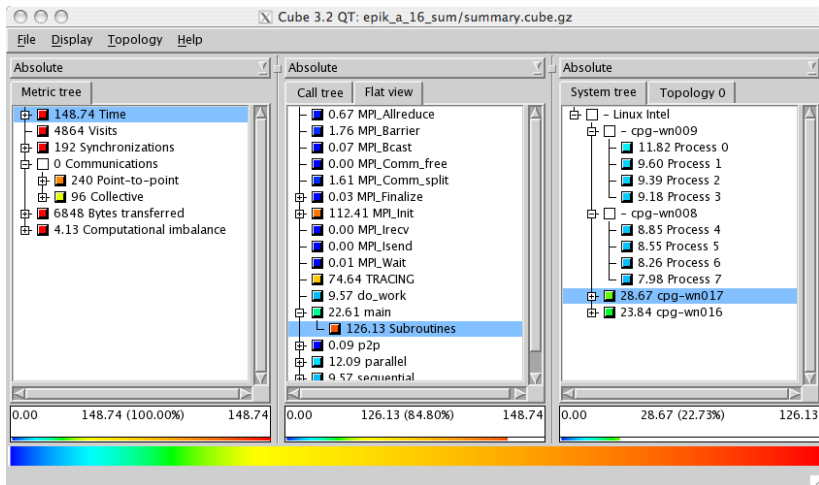 Cube 3.2 QT: epik_a_16_sum/summary.cube.gz
File Display Topology Help
Absolute
Metric tree
148.74 Time
4864 Visits
192 Synchronizations
0 Communications
240 Point-to-point
96 Collective
6848 Bytes transferred
4.13 Computational imbalance
0.00 148.74 (100.00%) 148.74
Absolute
Call tree Flat view
0.67 MPI_Allreduce
1.76 MPI_Barrier
0.07 MPI_Bcast
0.00 MPI_Comm_free
1.61 MPI_Comm_split
0.03 MPI_Finalize
112.41 MPI_Init
0.00 MPI_Irecv
0.00 MPI_Isend
0.01 MPI_Wait
74.64 TRACING
9.57 do_work
22.61 main
126.13 Subroutines
0.09 p2p
12.09 parallel
9.57 sequential
0.00 126.13 (84.80%) 148.74
Absolute
System tree Topology 0
- Linux Intel
- cpg-wn009
11.82 Process 0
9.60 Process 1
9.39 Process 2
9.18 Process 3
- cpg-wn008
8.85 Process 4
8.55 Process 5
8.26 Process 6
7.98 Process 7
28.67 cpg-wn017
23.84 cpg-wn016
0.00 28.67 (22.73%) 126.13